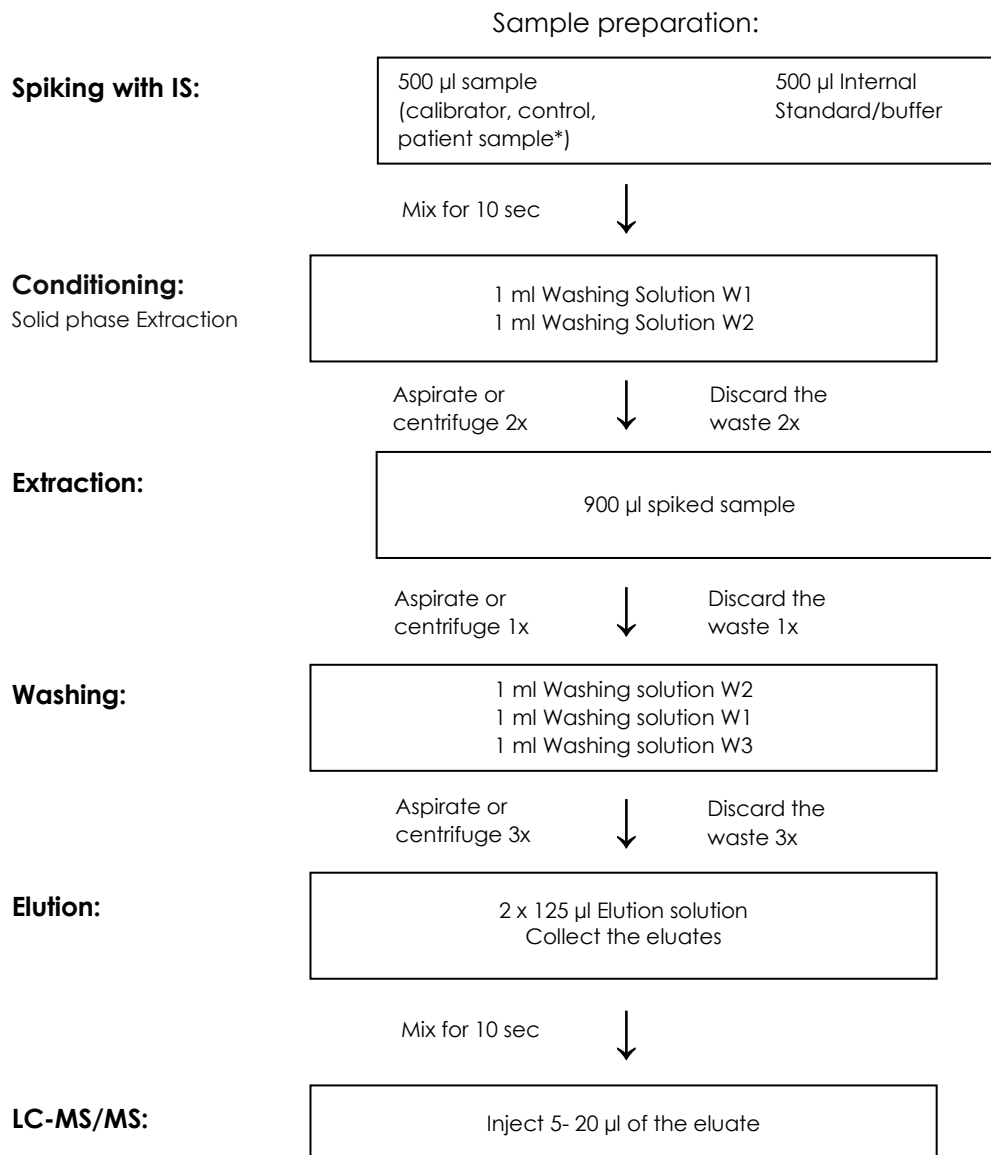 Sample preparation:
Spiking with IS:
500 µl sample
(calibrator, control,
patient sample*)
500 µl Internal
Standard/buffer
Mix for 10 sec
Conditioning:
Solid phase Extraction
1 ml Washing Solution W1
1 ml Washing Solution W2
Aspirate or
centrifuge 2x
Discard the
waste 2x
Extraction:
900 µl spiked sample
Aspirate or
centrifuge 1x
Discard the
waste 1x
Washing:
1 ml Washing solution W2
1 ml Washing solution W1
1 ml Washing solution W3
Aspirate or
centrifuge 3x
Discard the
waste 3x
Elution:
2 x 125 µl Elution solution
Collect the eluates
Mix for 10 sec
LC-MS/MS:
Inject 5- 20 µl of the eluate